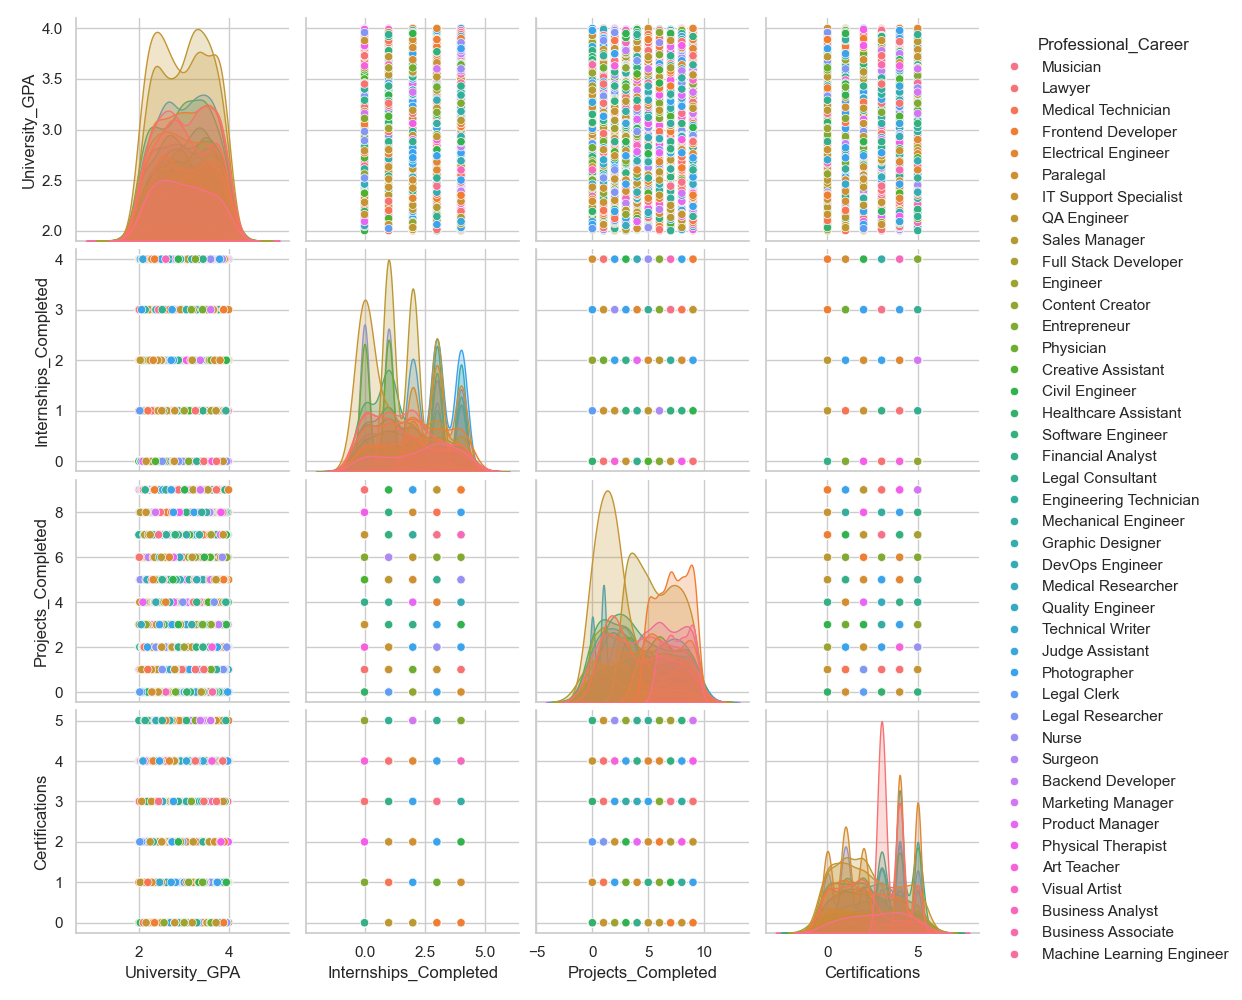 4.0
3.5
3.0
2.5
2.0
University_GPA
4
3
2
1
0
Internships_Completed
8
6
4
2
0
Projects_Completed
5
4
3
2
1
0
Certifications
2 4
University_GPA
0.0 2.5 5.0
Internships_Completed
−5 0 5 10
Projects_Completed
0 5
Certifications
Professional_Career
Musician
Lawyer
Medical Technician
Frontend Developer
Electrical Engineer
Paralegal
IT Support Specialist
QA Engineer
Sales Manager
Full Stack Developer
Engineer
Content Creator
Entrepreneur
Physician
Creative Assistant
Civil Engineer
Healthcare Assistant
Software Engineer
Financial Analyst
Legal Consultant
Engineering Technician
Mechanical Engineer
Graphic Designer
DevOps Engineer
Medical Researcher
Quality Engineer
Technical Writer
Judge Assistant
Photographer
Legal Clerk
Legal Researcher
Nurse
Surgeon
Backend Developer
Marketing Manager
Product Manager
Physical Therapist
Art Teacher
Visual Artist
Business Analyst
Business Associate
Machine Learning Engineer